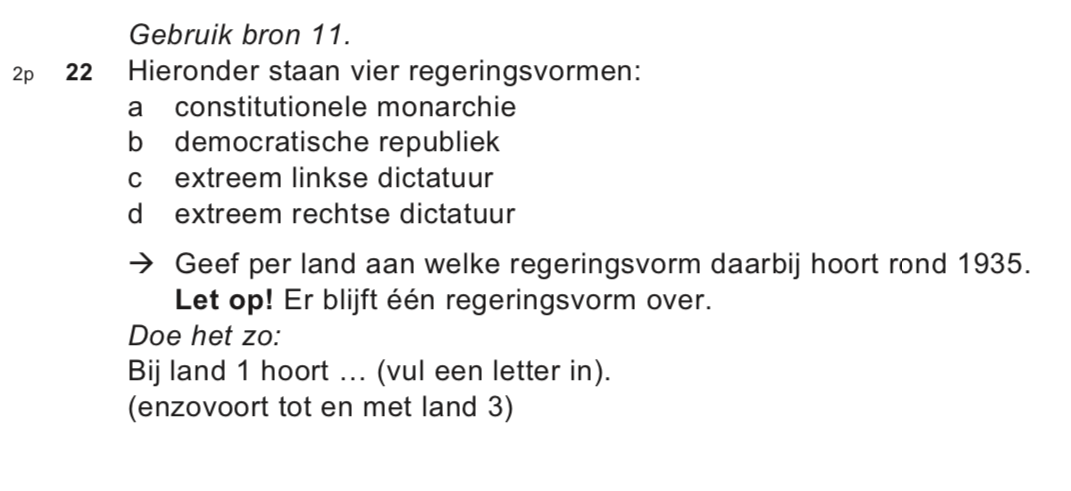 Gebruik bron 11.
2p 22 Hieronder staan vier regeringsvormen:
a constitutionele monarchie
b democratische republiek
c extreem linkse dictatuur
d extreem rechtse dictatuur
→ Geef per land aan welke regeringsvorm daarbij hoort rond 1935.
Let op! Er blijft één regeringsvorm over.
Doe het zo:
Bij land 1 hoort … (vul een letter in).
(enzovoort tot en met land 3)